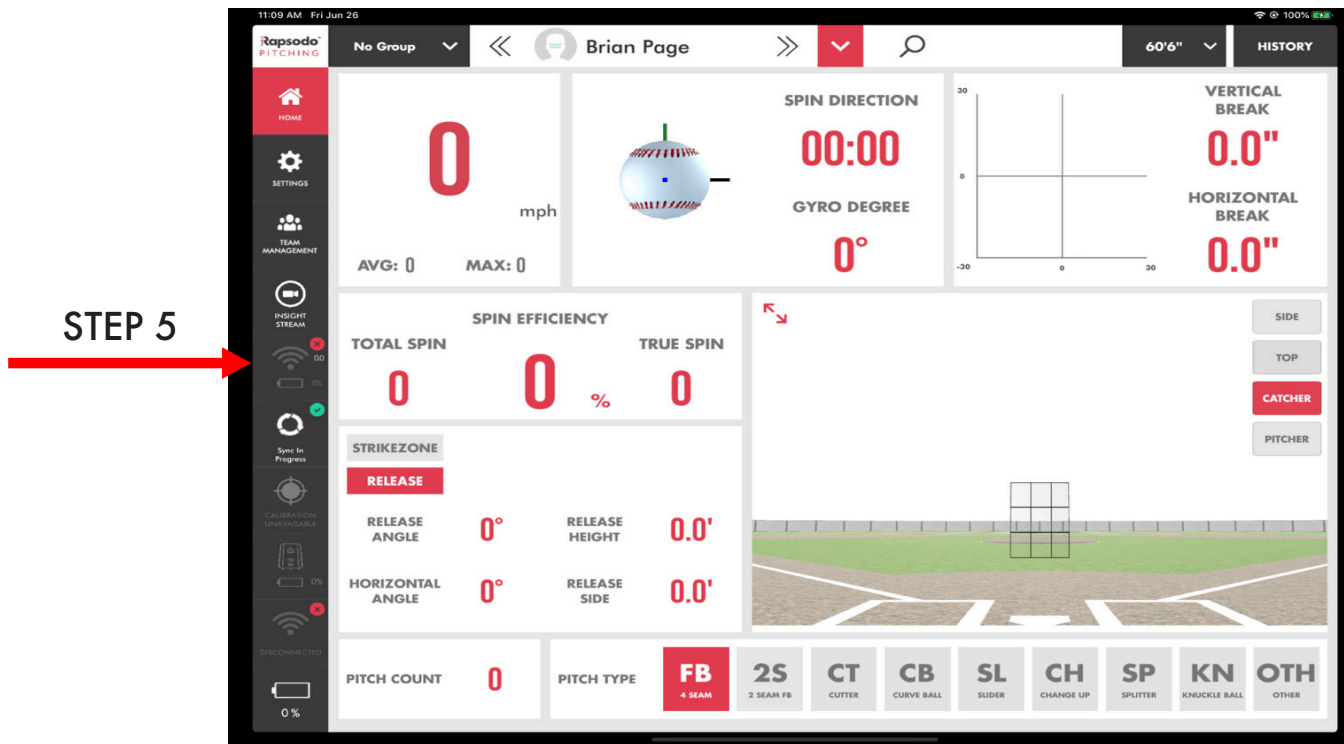 11:09 AM Fri Jun 26
100%
Rapsodo
PITCHING
No Group
Brian Page
60'6"
HISTORY
HOME
SETTINGS
TEAM
MANAGEMENT
INSIGHT
STREAM
0.0
0%
Sync In
Progress
CALIBRATION
UNAVAILABLE
0%
DISCONNECTED
0%
STEP 5
0
mph
AVG: 0
MAX: 0
SPIN DIRECTION
00:00
GYRO DEGREE
0°
30
0
-30
0
30
VERTICAL
BREAK
0.0"
HORIZONTAL
BREAK
0.0"
SPIN EFFICIENCY
TOTAL SPIN
0
0 %
TRUE SPIN
0
SIDE
TOP
CATCHER
PITCHER
STRIKEZONE
RELEASE
RELEASE
ANGLE
0°
RELEASE
HEIGHT
0.0'
HORIZONTAL
ANGLE
0°
RELEASE
SIDE
0.0'
PITCH COUNT
0
PITCH TYPE
FB
4 SEAM
2S
2 SEAM FB
CT
CUTTER
CB
CURVE BALL
SL
SLIDER
CH
CHANGE UP
SP
SPLITTER
KN
KNUCKLE BALL
OTH
OTHER